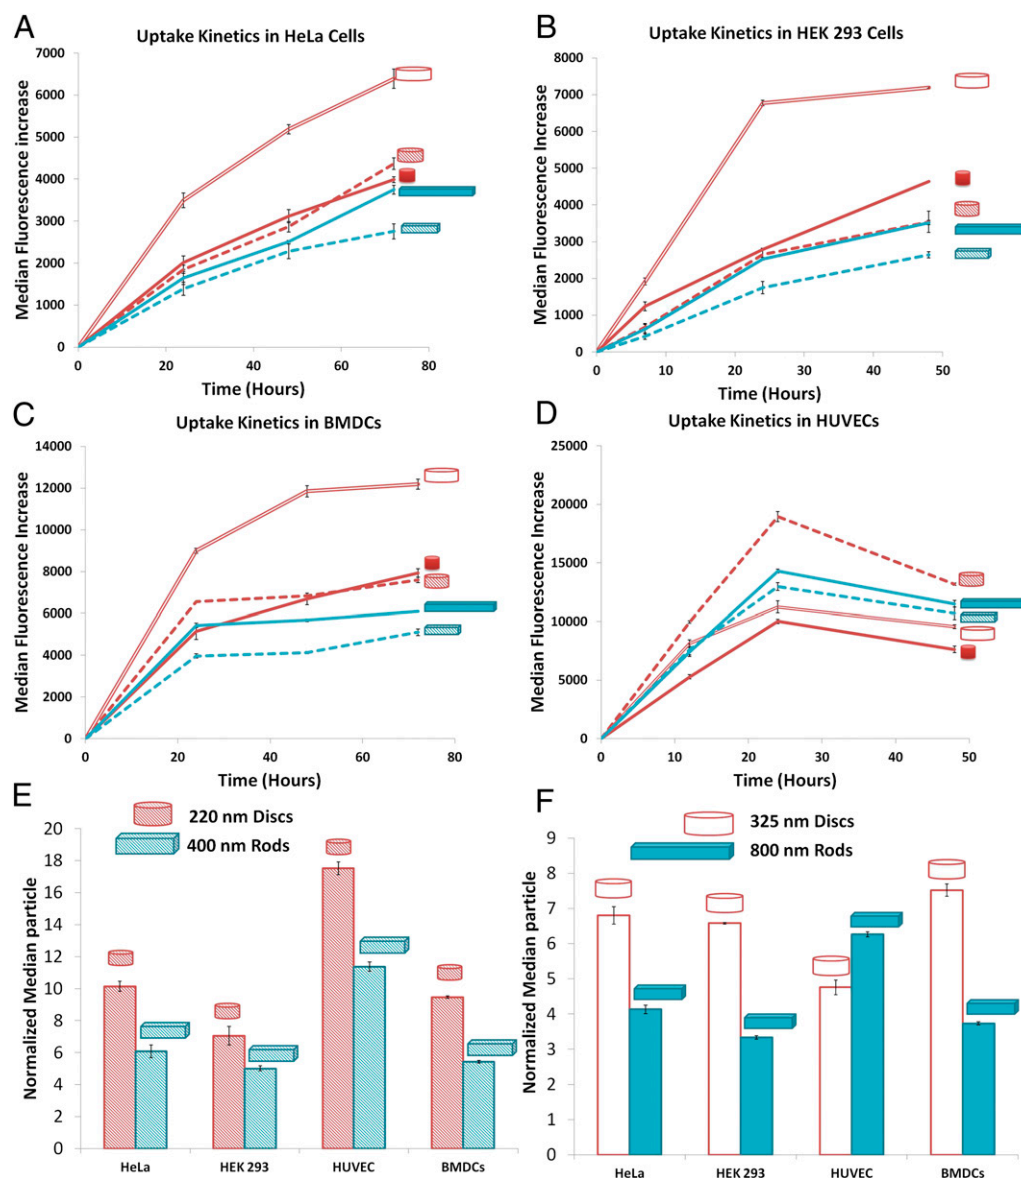 A
Uptake Kinetics in HeLa Cells
7000
6000
5000
4000
3000
2000
1000
0
Median Fluorescence increase
0 20 40 60 80
Time (Hours)
B
Uptake Kinetics in HEK 293 Cells
8000
7000
6000
5000
4000
3000
2000
1000
0
Median Fluorescence Increase
0 10 20 30 40 50
Time (Hours)
C
Uptake Kinetics in BMDCs
14000
12000
10000
8000
6000
4000
2000
0
Median Fluorescence Increase
0 20 40 60 80
Time (Hours)
D
Uptake Kinetics in HUVECs
25000
20000
15000
10000
5000
0
Median Fluorescence Increase
0 10 20 30 40 50
Time (Hours)
E
220 nm Discs
400 nm Rods
20
18
16
14
12
10
8
6
4
2
0
Normalized Median particle
HeLa HEK 293 HUVEC BMDCs
F
325 nm Discs
800 nm Rods
9
8
7
6
5
4
3
2
1
0
Normalized Median particle
HeLa HEK 293 HUVEC BMDCs